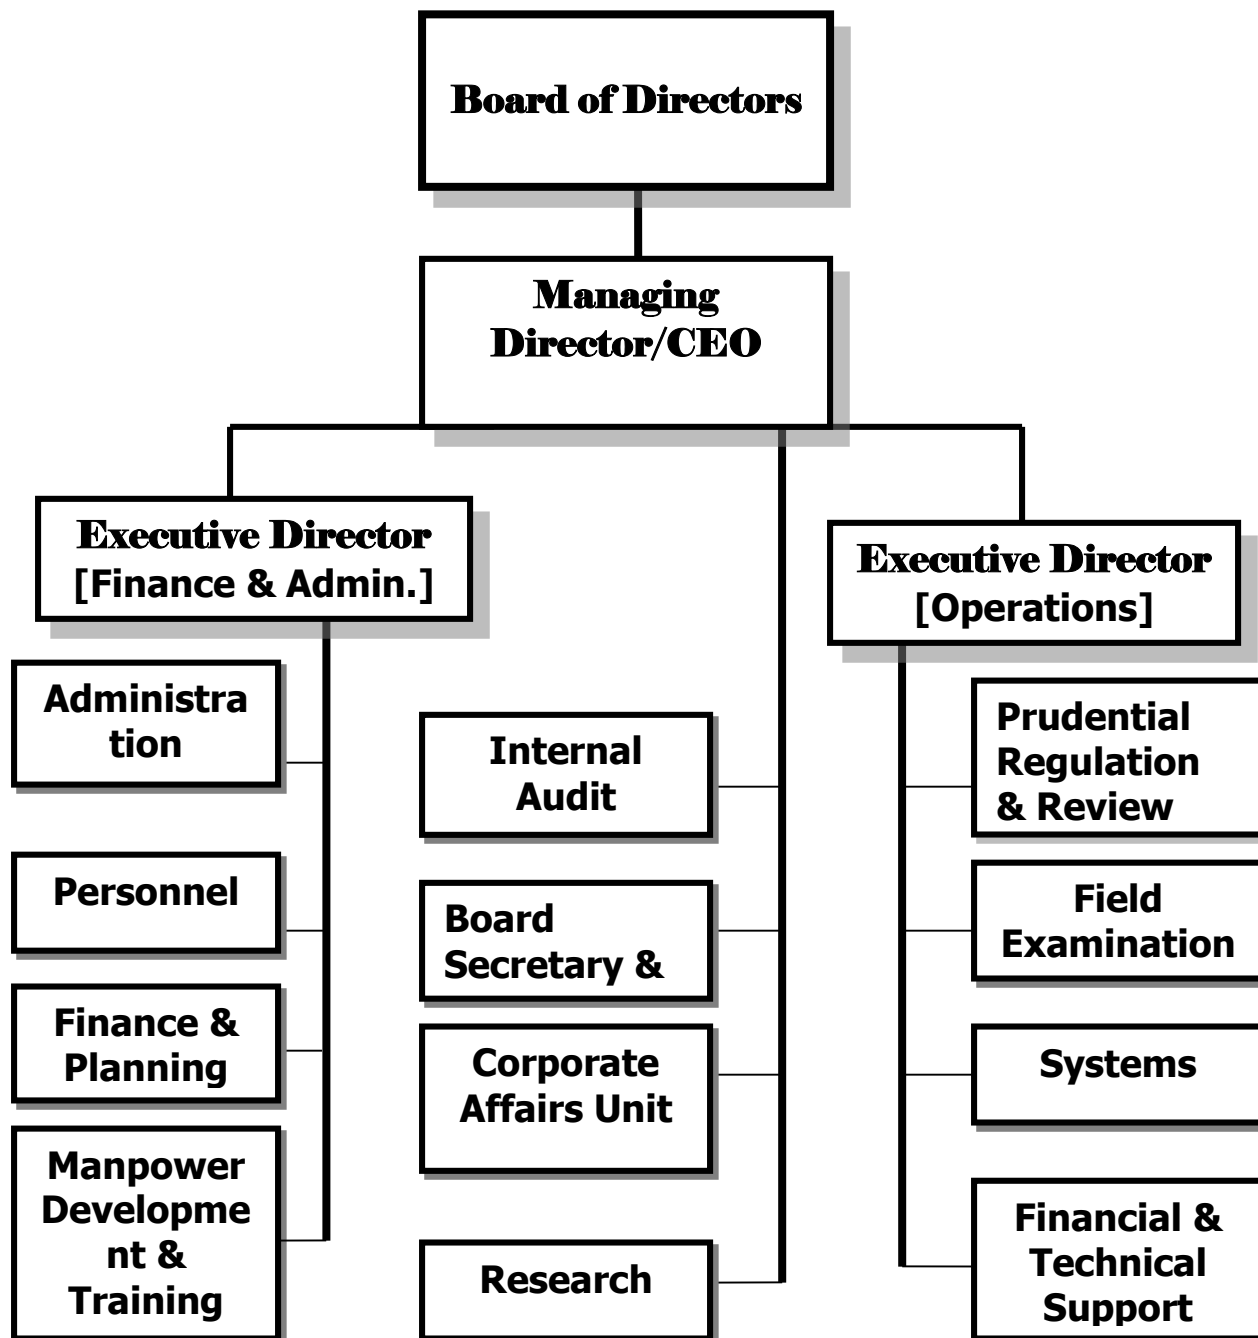 Board of Directors
Managing
Director/CEO
Executive Director
[Finance & Admin.]
Administra
tion
Personnel
Finance &
Planning
Manpower
Developme
nt &
Training
Internal
Audit
Board
Secretary &
Corporate
Affairs Unit
Research
Executive Director
[Operations]
Prudential
Regulation
& Review
Field
Examination
Systems
Financial &
Technical
Support